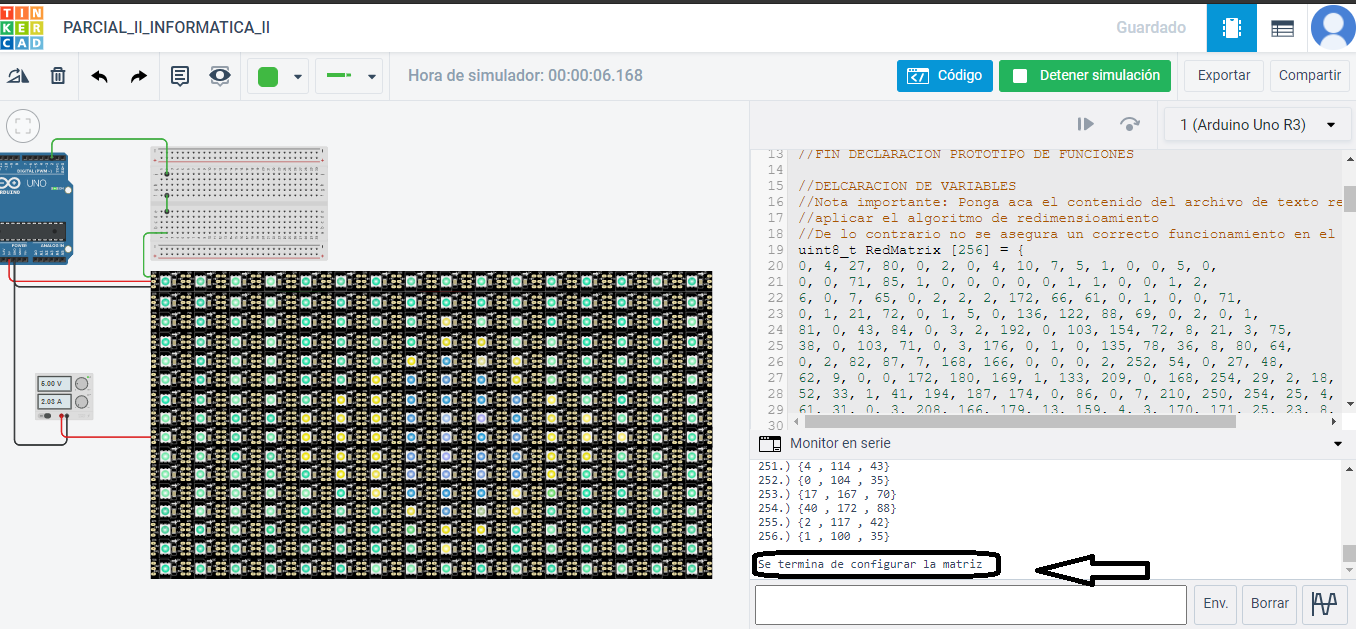 TIN
KER
CAD
PARCIAL_II_INFORMATICA_II
Guardado
Hora de simulador: 00:00:06.168
Código
Detener simulación
Exportar
Compartir
1 (Arduino Uno R3)
UNO
ARDUINO
DIGITAL (PWM ~)
POWER
ANALOG IN
5.00 V
2.03 A
13 //FIN DECLARACION PROTOTIPO DE FUNCIONES
14
15 //DELCARACION DE VARIABLES
16 //Nota importante: Ponga aca el contenido del archivo de texto re
17 //aplicar el algoritmo de redimensioamiento
18 //De lo contrario no se asegura un correcto funcionamiento en el
19 uint8_t RedMatrix [256] = {
20 0, 4, 27, 80, 0, 2, 0, 4, 10, 7, 5, 1, 0, 0, 5, 0,
21 0, 0, 71, 85, 1, 0, 0, 0, 0, 0, 1, 1, 0, 0, 1, 2,
22 6, 0, 7, 65, 0, 2, 2, 2, 172, 66, 61, 0, 1, 0, 0, 71,
23 0, 1, 21, 72, 0, 1, 5, 0, 136, 122, 88, 69, 0, 2, 0, 1,
24 81, 0, 43, 84, 0, 3, 2, 192, 0, 103, 154, 72, 8, 21, 3, 75,
25 38, 0, 103, 71, 0, 3, 176, 0, 1, 0, 135, 78, 36, 8, 80, 64,
26 0, 2, 82, 87, 7, 168, 166, 0, 0, 0, 2, 252, 54, 0, 27, 48,
27 62, 9, 0, 0, 172, 180, 169, 1, 133, 209, 0, 168, 254, 29, 2, 18,
28 52, 33, 1, 41, 194, 187, 174, 0, 86, 0, 7, 210, 250, 254, 25, 4,
29 61, 31, 0, 3, 208, 166, 179, 13, 159, 4, 3, 170, 171, 25, 23, 8,
30
Monitor en serie
251.) {4 , 114 , 43}
252.) {0 , 104 , 35}
253.) {17 , 167 , 70}
254.) {40 , 172 , 88}
255.) {2 , 117 , 42}
256.) {1 , 100 , 35}
Se termina de configurar la matriz
Env.
Borrar